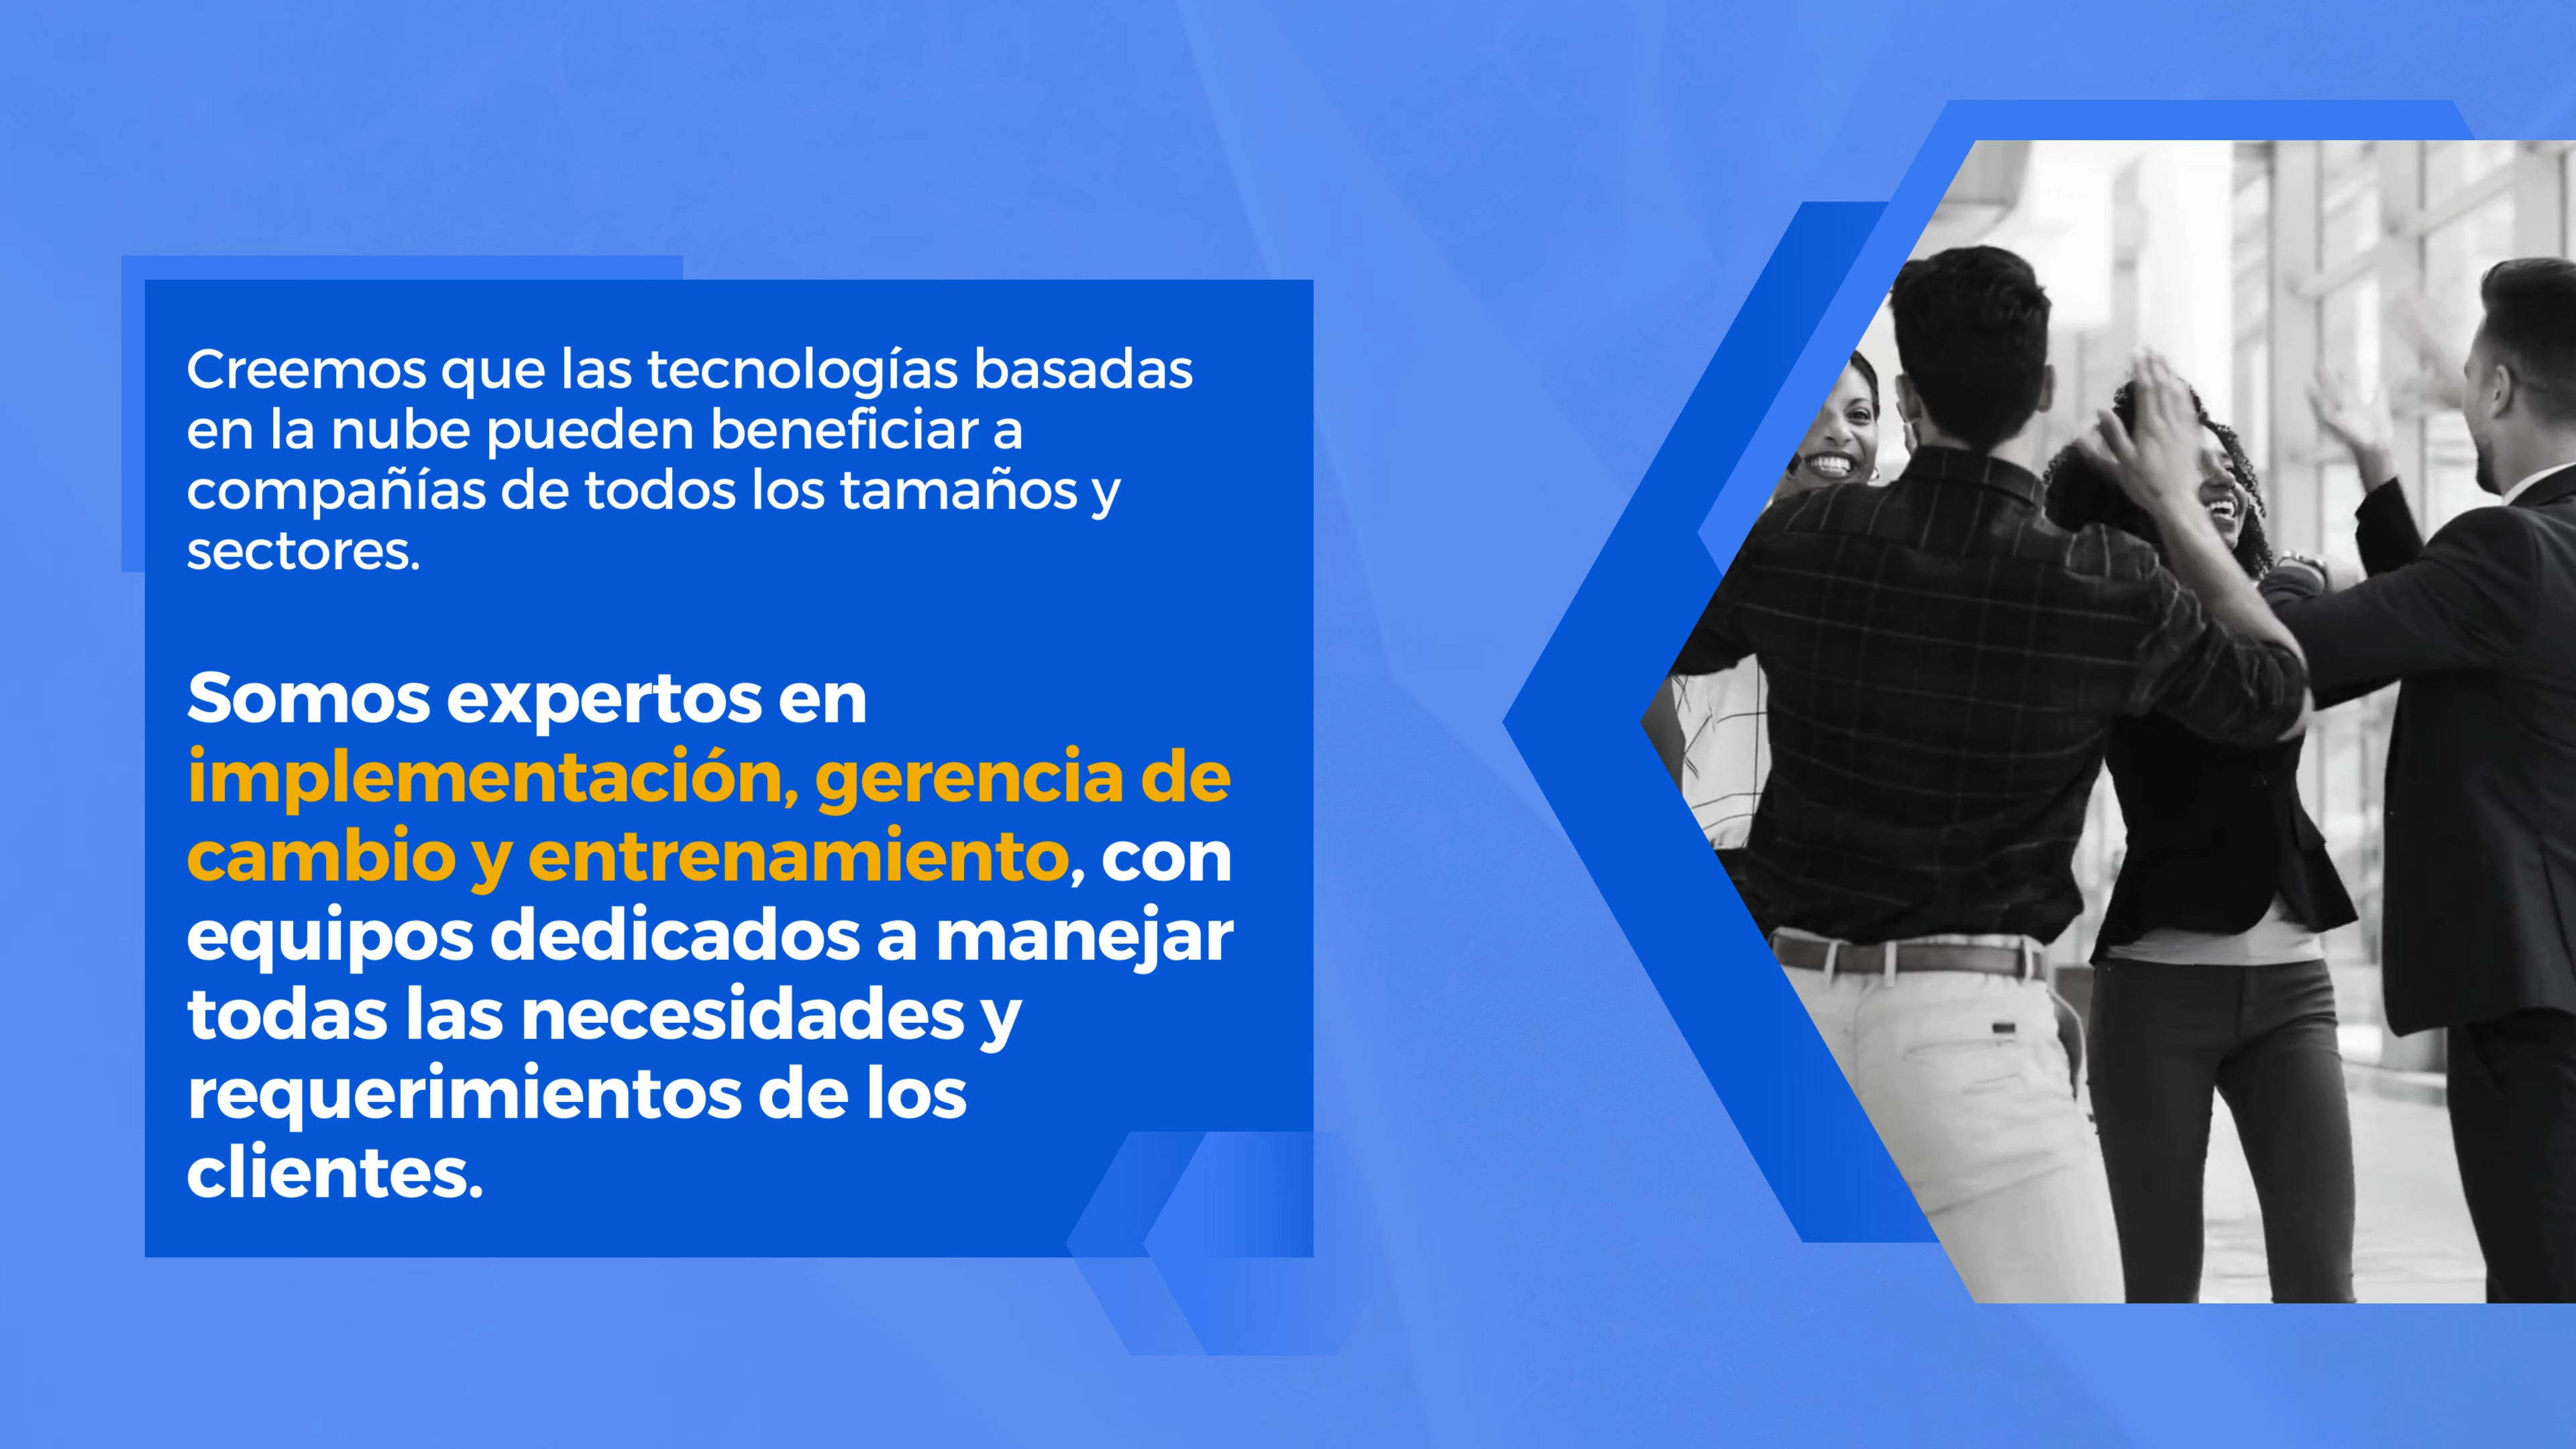 Creemos que las tecnologías basadas
en la nube pueden beneficiar a
compañías de todos los tamaños y
sectores.
Somos expertos en
implementación, gerencia de
cambio y entrenamiento, con
equipos dedicados a manejar
todas las necesidades y
requerimientos de los
clientes.